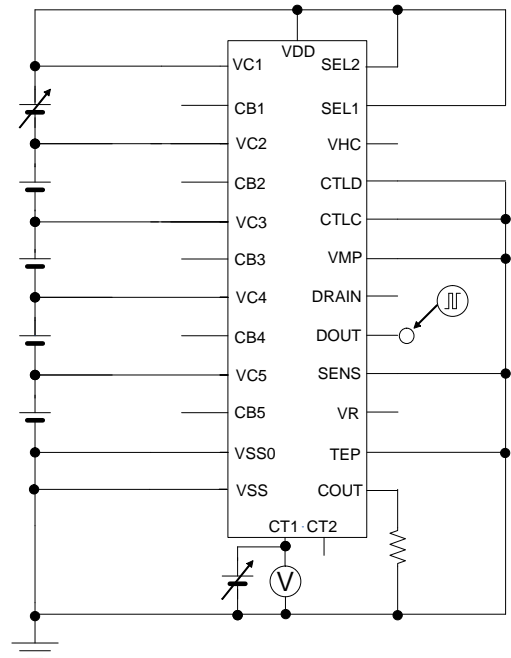 VDD
VC1
SEL2
CB1
SEL1
VC2
VHC
CB2
CTLD
VC3
CTLC
CB3
VMP
VC4
DRAIN
CB4
DOUT
VC5
SENS
CB5
VR
VSS0
TEP
VSS
COUT
CT1 CT2
V